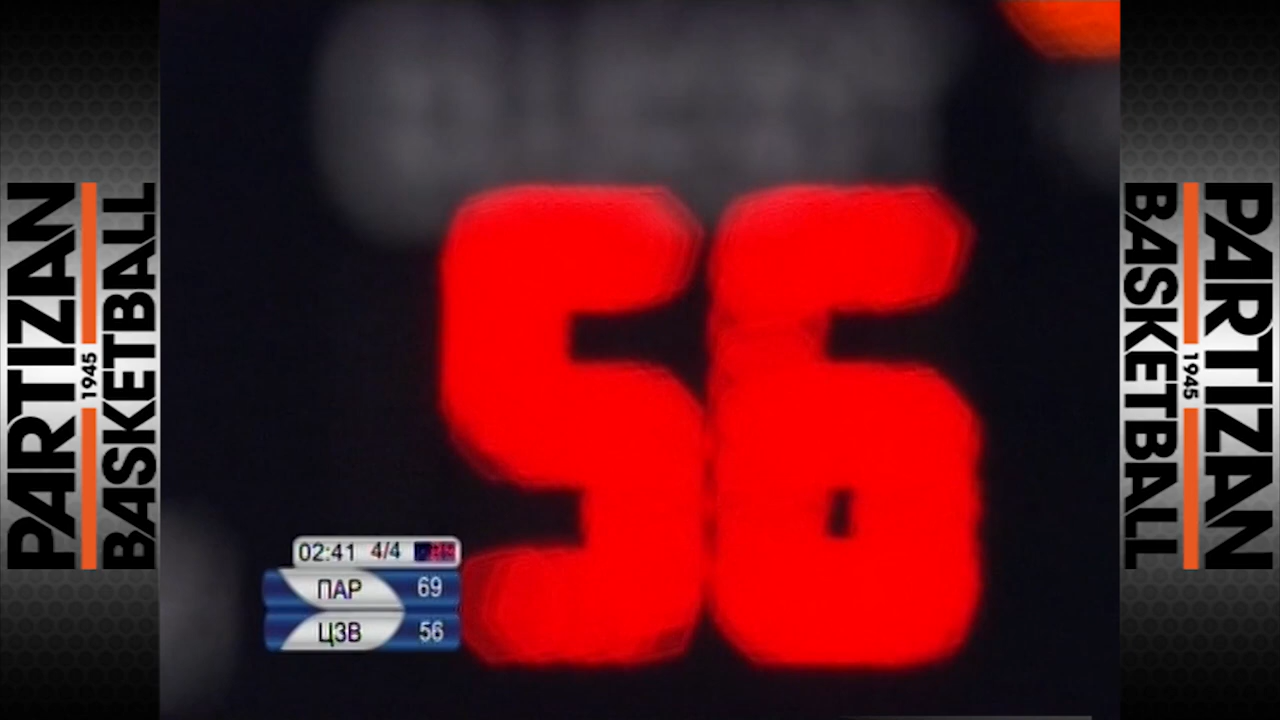 PARTIZAN
1945
BASKETBALL
56
02:41 4/4
ПАР 69
ЦЗВ 56
PARTIZAN
1945
BASKETBALL